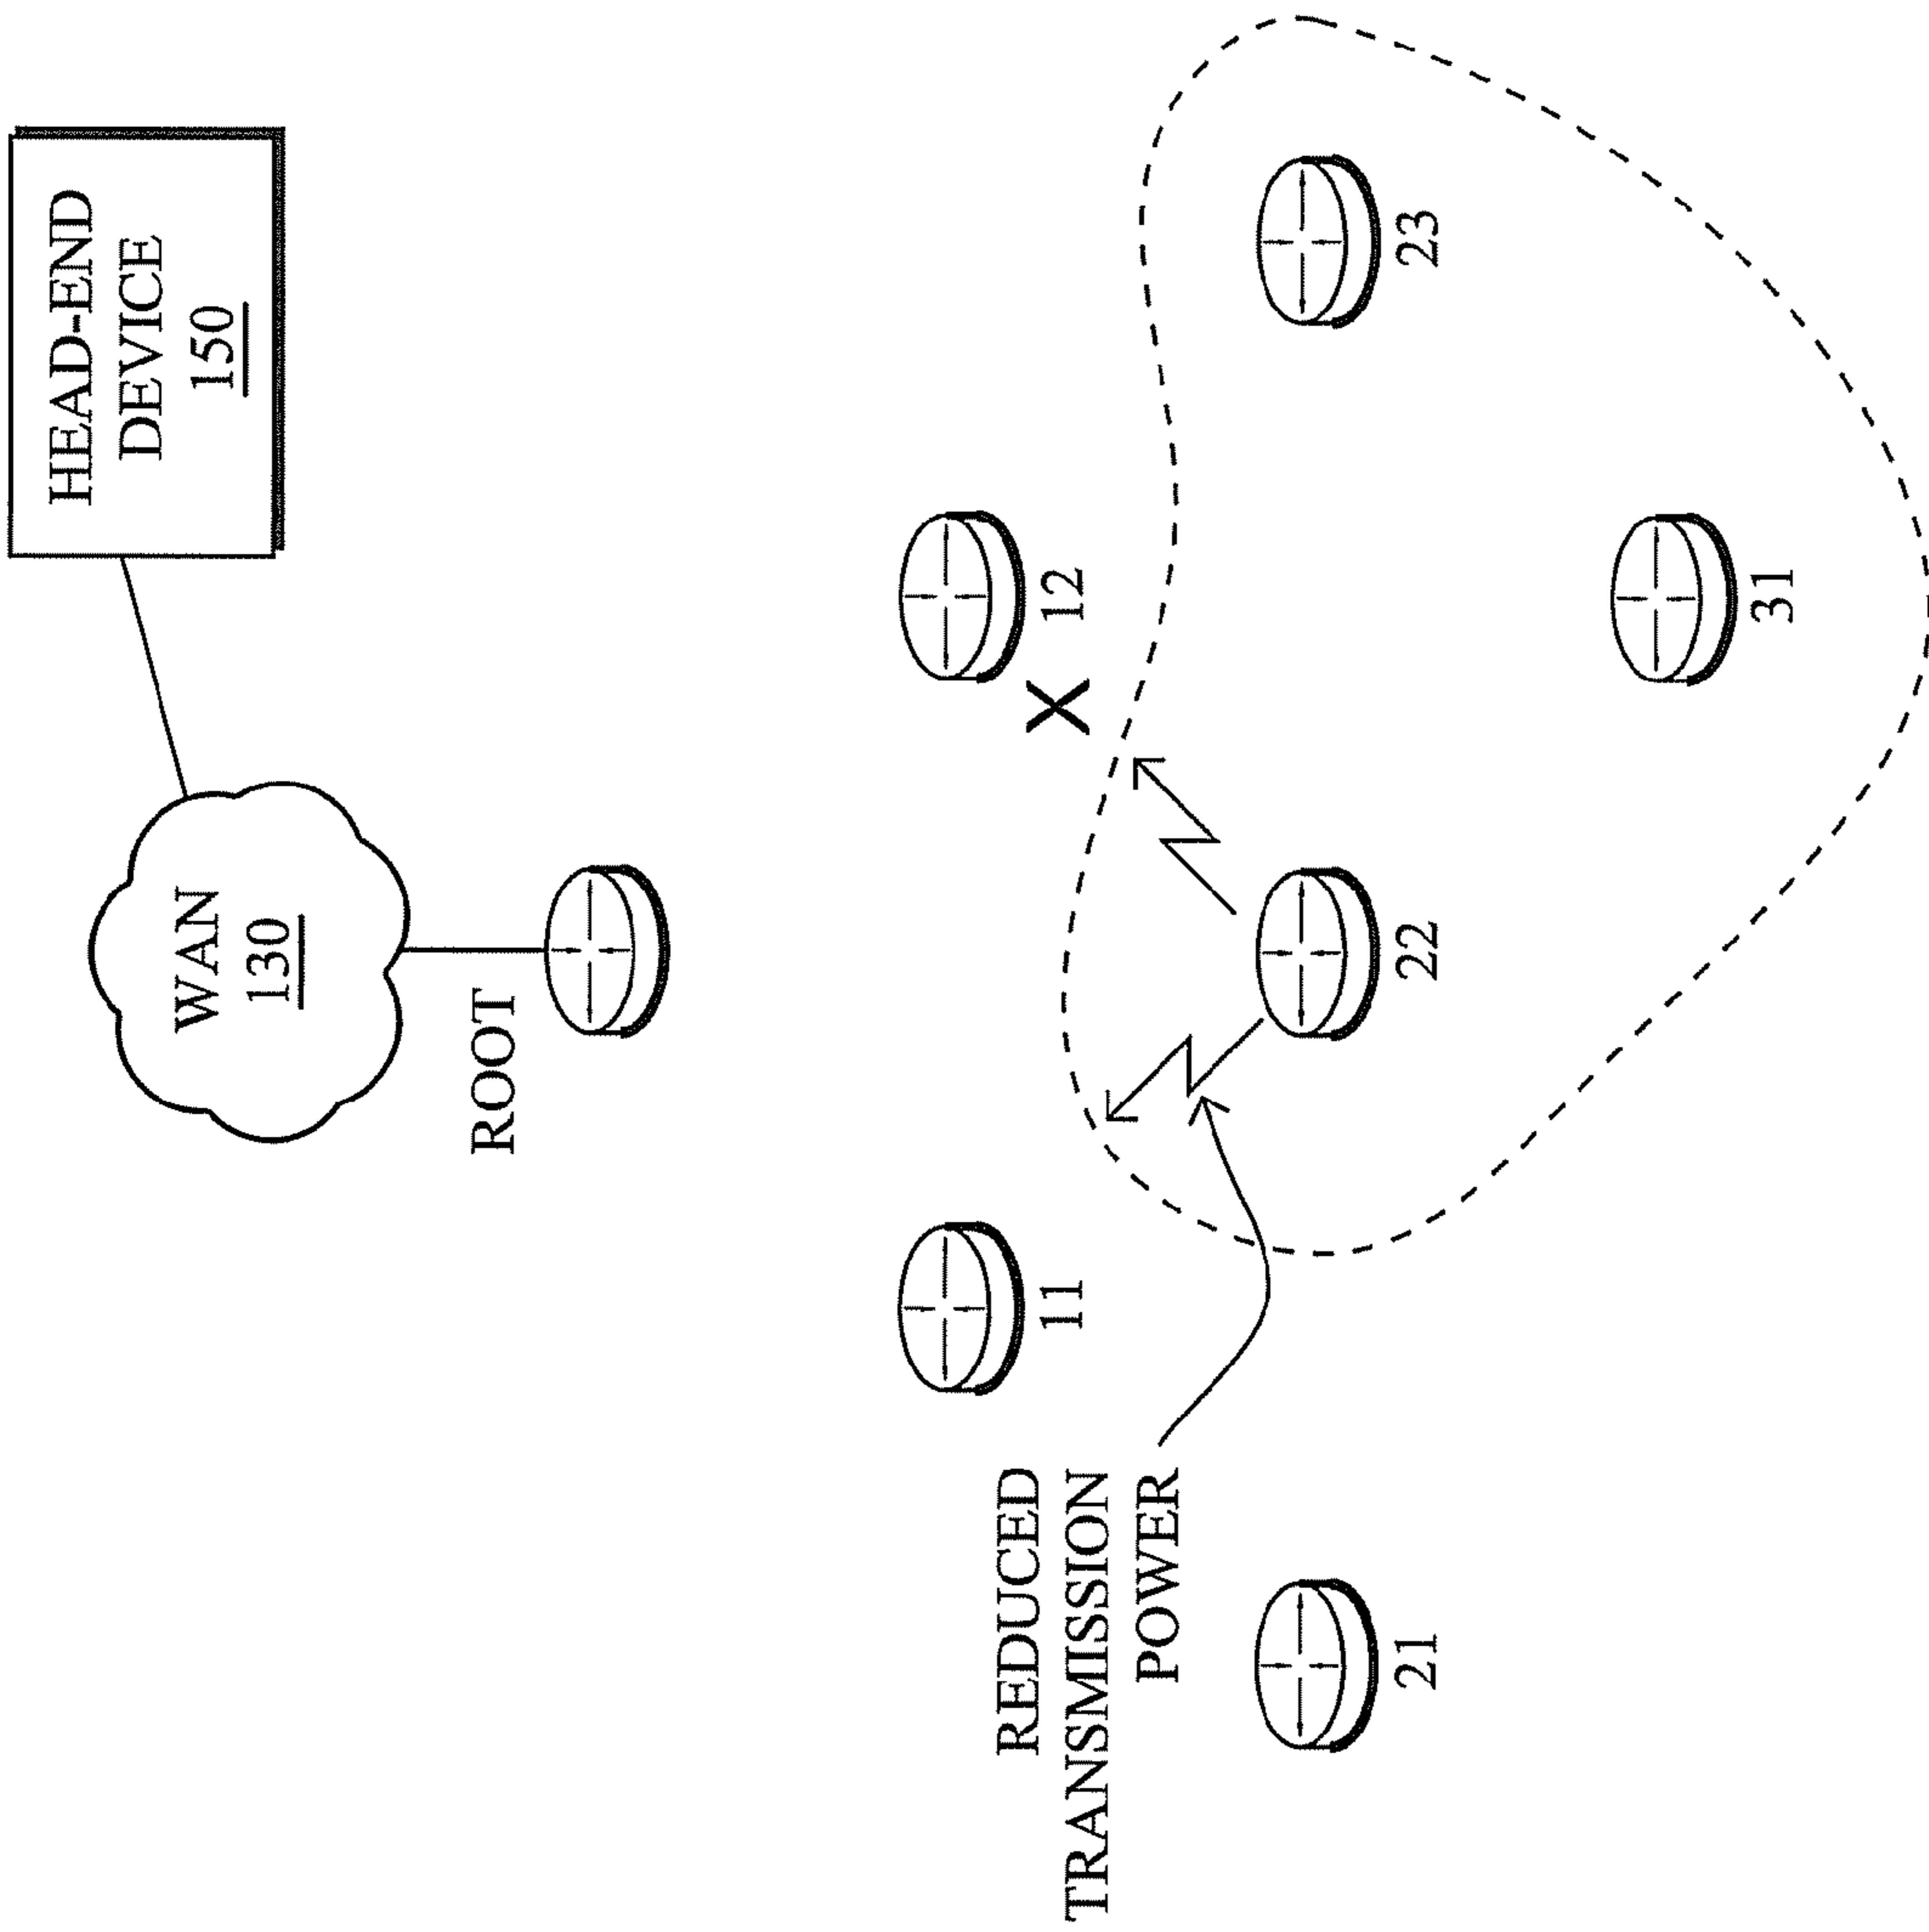 HEAD-END
DEVICE
150
WAN
130
ROOT
12
X
11
REDUCED
TRANSMISSION
POWER
21
22
23
31